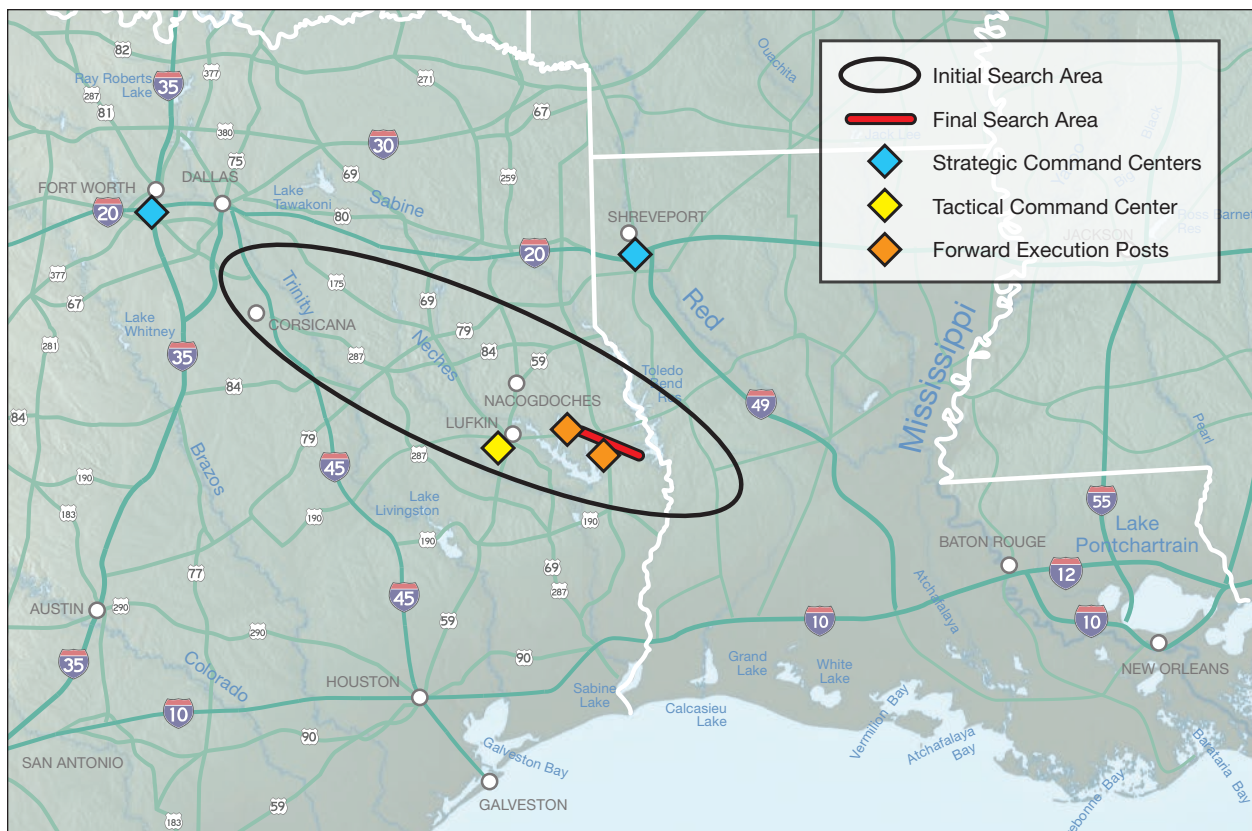 Initial Search Area
Final Search Area
Strategic Command Centers
Tactical Command Center
Forward Execution Posts
82
377
Ray Roberts
Lake
287
35
81
271
67
Ouachita
380
30
75
69
259
FORT WORTH
DALLAS
Lake
Tawakoni
Sabine
20
80
SHREVEPORT
20
Ross Barnet
Res
JACKSON
Black
377
67
Trinity
175
69
Red
Lake
Whitney
CORSICANA
79
281
35
287
Neches
84
59
Toledo
Bend
Res
Mississippi
84
84
NACOGDOCHES
49
Pearl
LUFKIN
79
45
287
190
Brazos
183
Lake
Livingston
190
190
190
55
Lake
Pontchartrain
BATON ROUGE
12
77
69
287
45
Atchafalaya
AUSTIN
290
59
10
10
290
90
35
Colorado
HOUSTON
Sabine
Lake
Grand
Lake
White
Lake
NEW ORLEANS
10
Calcasieu
Lake
Vermilion Bay
Atchafalaya
Bay
Barataria Bay
90
Galveston Bay
SAN ANTONIO
GALVESTON
59
183
ebonne Bay